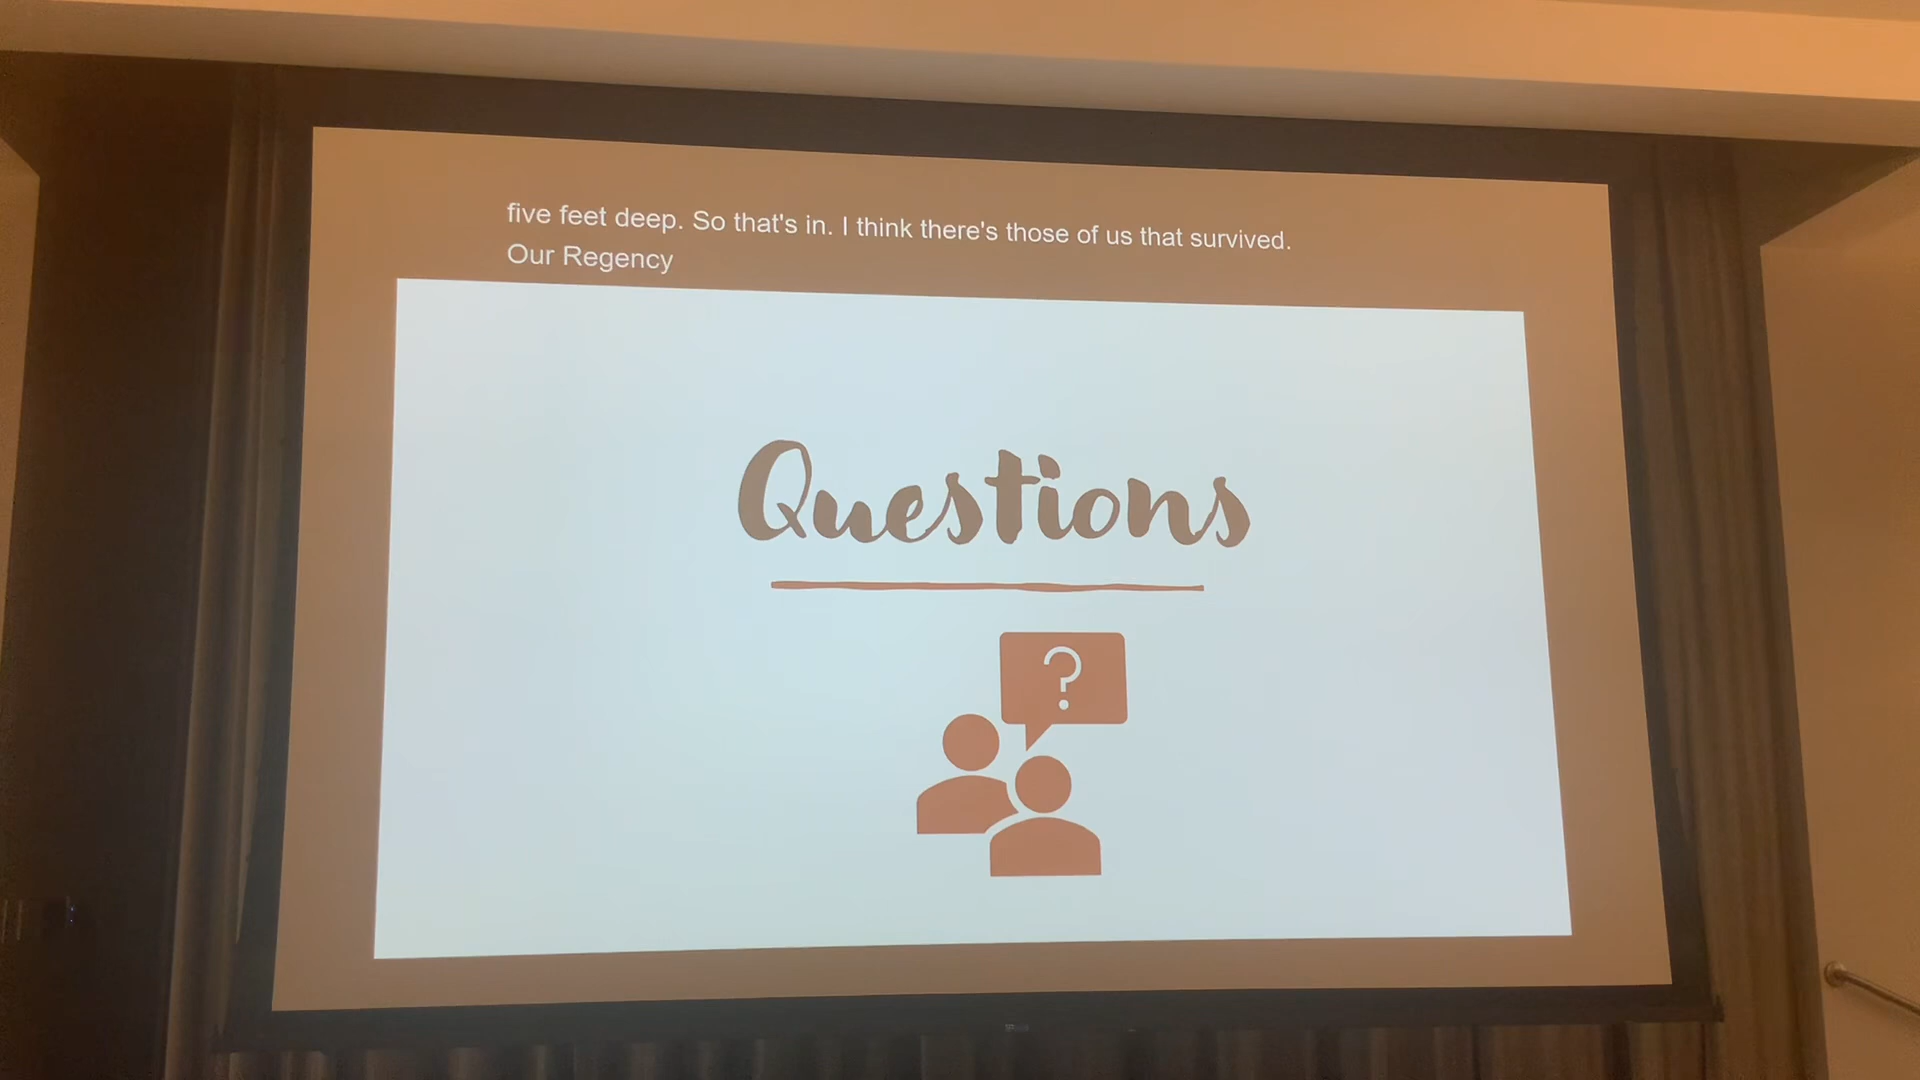 five feet deep. So that's in. I think there's those of us that survived.
Our Regency
Questions
?